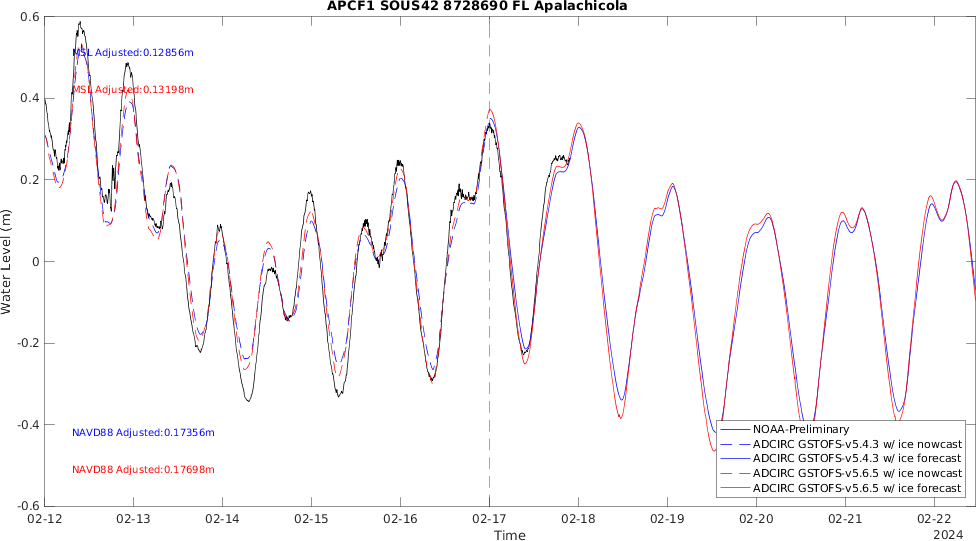 APCF1 SOUS42 8728690 FL Apalachicola
0.6
0.4
0.2
0
-0.2
-0.4
-0.6
Water Level (m)
MSL Adjusted:0.12856m
MSL Adjusted:0.13198m
NAVD88 Adjusted:0.17356m
NAVD88 Adjusted:0.17698m
NOAA-Preliminary
ADCIRC GSTOFS-v5.4.3 w/ ice nowcast
ADCIRC GSTOFS-v5.4.3 w/ ice forecast
ADCIRC GSTOFS-v5.6.5 w/ ice nowcast
ADCIRC GSTOFS-v5.6.5 w/ ice forecast
02-12 02-13 02-14 02-15 02-16 02-17 02-18 02-19 02-20 02-21 02-22
Time
2024